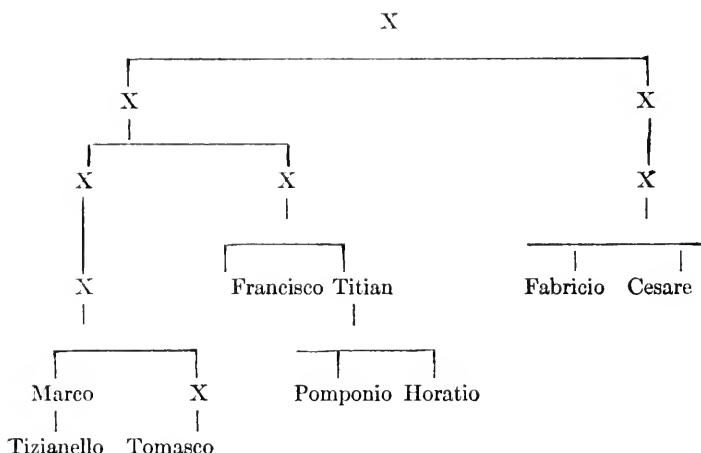 X
X X
X X X
Francisco Titian Fabricio Cesare
X
Marco X Pomponio Horatio
Tizianello Tomasco